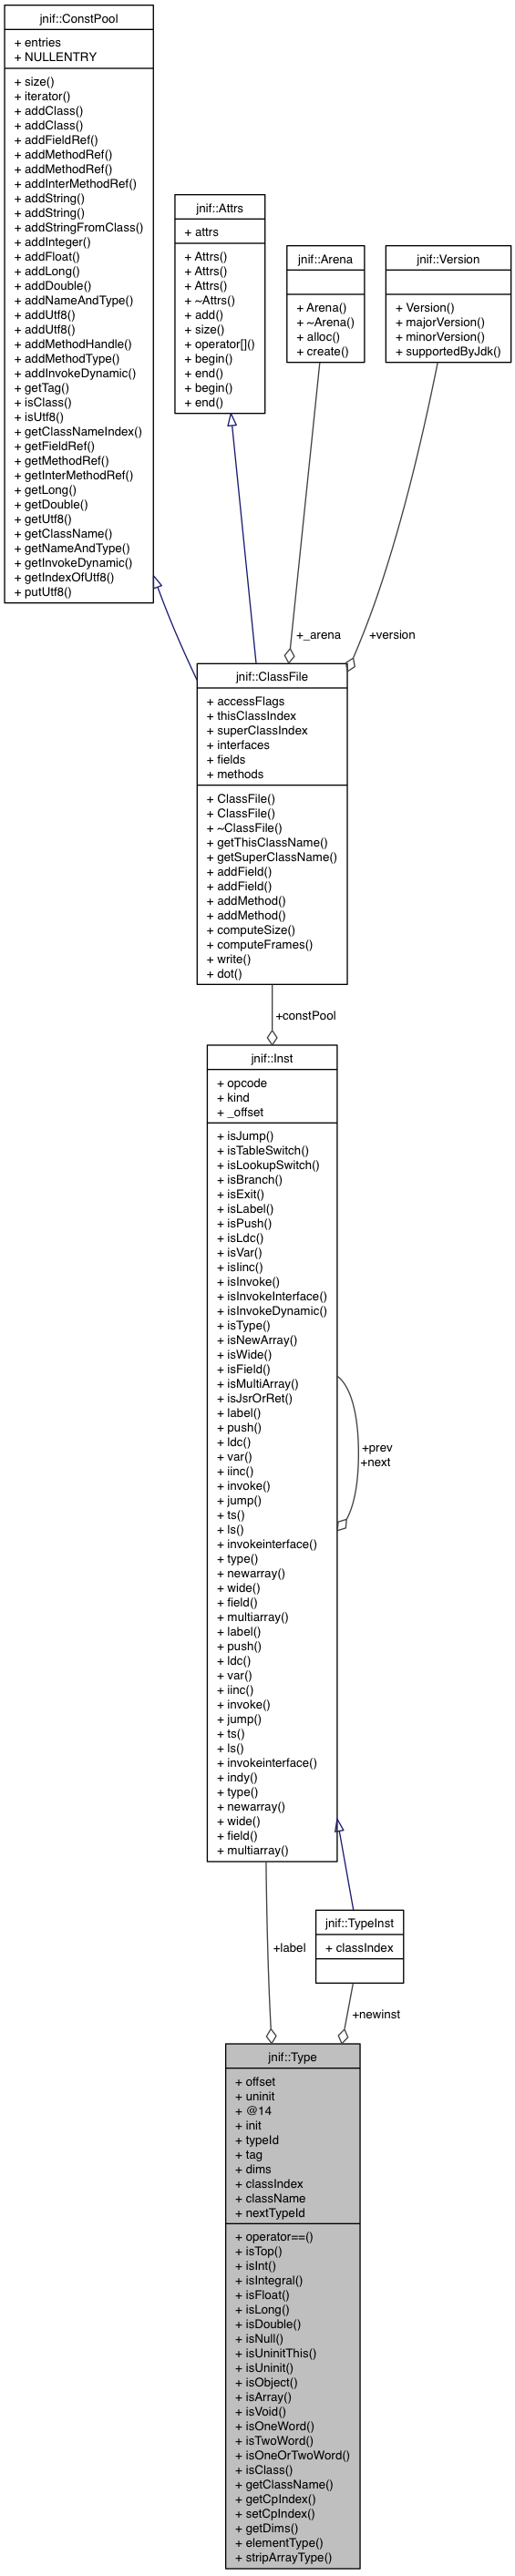 jnif::ConstPool
+ entries
+ NULLENTRY
+ size()
+ iterator()
+ addClass()
+ addClass()
+ addFieldRef()
+ addMethodRef()
+ addMethodRef()
+ addInterMethodRef()
+ addString()
+ addString()
+ addStringFromClass()
+ addInteger()
+ addFloat()
+ addLong()
+ addDouble()
+ addNameAndType()
+ addUtf8()
+ addUtf8()
+ addMethodHandle()
+ addMethodType()
+ addInvokeDynamic()
+ getTag()
+ isClass()
+ isUtf8()
+ getClassNameIndex()
+ getFieldRef()
+ getMethodRef()
+ getInterMethodRef()
+ getLong()
+ getDouble()
+ getUtf8()
+ getClassName()
+ getNameAndType()
+ getInvokeDynamic()
+ getIndexOfUtf8()
+ putUtf8()
jnif::Attrs
+ attrs
+ Attrs()
+ Attrs()
+ Attrs()
+ ~Attrs()
+ add()
+ size()
+ operator[]()
+ begin()
+ end()
+ begin()
+ end()
jnif::Arena
+ Arena()
+ ~Arena()
+ alloc()
+ create()
jnif::Version
+ Version()
+ majorVersion()
+ minorVersion()
+ supportedByJdk()
+_arena
+version
jnif::ClassFile
+ accessFlags
+ thisClassIndex
+ superClassIndex
+ interfaces
+ fields
+ methods
+ ClassFile()
+ ClassFile()
+ ~ClassFile()
+ getThisClassName()
+ getSuperClassName()
+ addField()
+ addField()
+ addMethod()
+ addMethod()
+ computeSize()
+ computeFrames()
+ write()
+ dot()
+constPool
jnif::Inst
+ opcode
+ kind
+ _offset
+ isJump()
+ isTableSwitch()
+ isLookupSwitch()
+ isBranch()
+ isExit()
+ isLabel()
+ isPush()
+ isLdc()
+ isVar()
+ isIinc()
+ isInvoke()
+ isInvokeInterface()
+ isInvokeDynamic()
+ isType()
+ isNewArray()
+ isWide()
+ isField()
+ isMultiArray()
+ isJsrOrRet()
+ label()
+ push()
+ ldc()
+ var()
+ iinc()
+ invoke()
+ jump()
+ ts()
+ ls()
+ invokeinterface()
+ type()
+ newarray()
+ wide()
+ field()
+ multiarray()
+ label()
+ push()
+ ldc()
+ var()
+ iinc()
+ invoke()
+ jump()
+ ts()
+ ls()
+ invokeinterface()
+ indy()
+ type()
+ newarray()
+ wide()
+ field()
+ multiarray()
+prev
+next
jnif::TypeInst
+ classIndex
+label
+newinst
jnif::Type
+ offset
+ uninit
+ @14
+ init
+ typeId
+ tag
+ dims
+ classIndex
+ className
+ nextTypeId
+ operator==()
+ isTop()
+ isInt()
+ isIntegral()
+ isFloat()
+ isLong()
+ isDouble()
+ isNull()
+ isUninitThis()
+ isUninit()
+ isObject()
+ isArray()
+ isVoid()
+ isOneWord()
+ isTwoWord()
+ isOneOrTwoWord()
+ isClass()
+ getClassName()
+ getCpIndex()
+ setCpIndex()
+ getDims()
+ elementType()
+ stripArrayType()